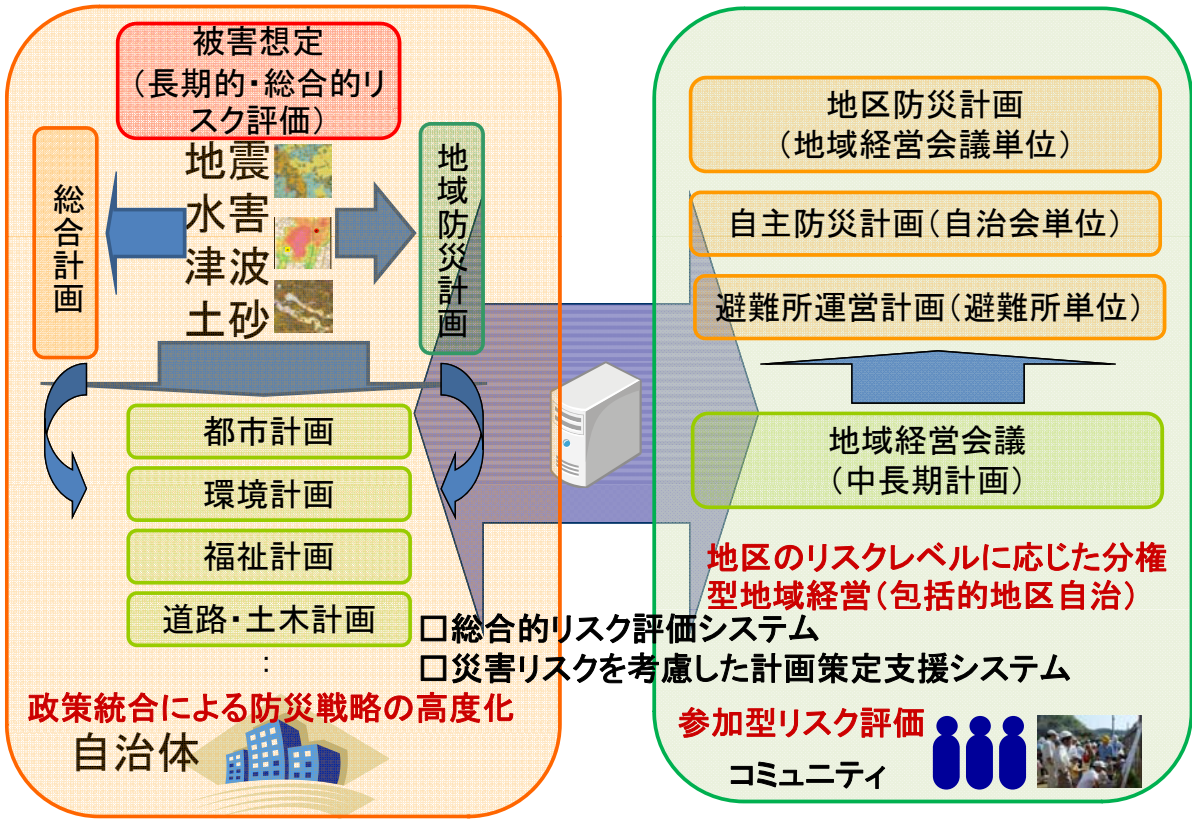 被害想定
(長期的・総合的リ
スク評価)
総合計画
地震
水害
津波
土砂
地域防災計画
都市計画
環境計画
福祉計画
道路・土木計画
:
政策統合による防災戦略の高度化
自治体
□総合的リスク評価システム
□災害リスクを考慮した計画策定支援システム
地区防災計画
(地域経営会議単位)
自主防災計画(自治会単位)
避難所運営計画(避難所単位)
地域経営会議
(中長期計画)
地区のリスクレベルに応じた分権
型地域経営(包括的地区自治)
参加型リスク評価
コミュニティ